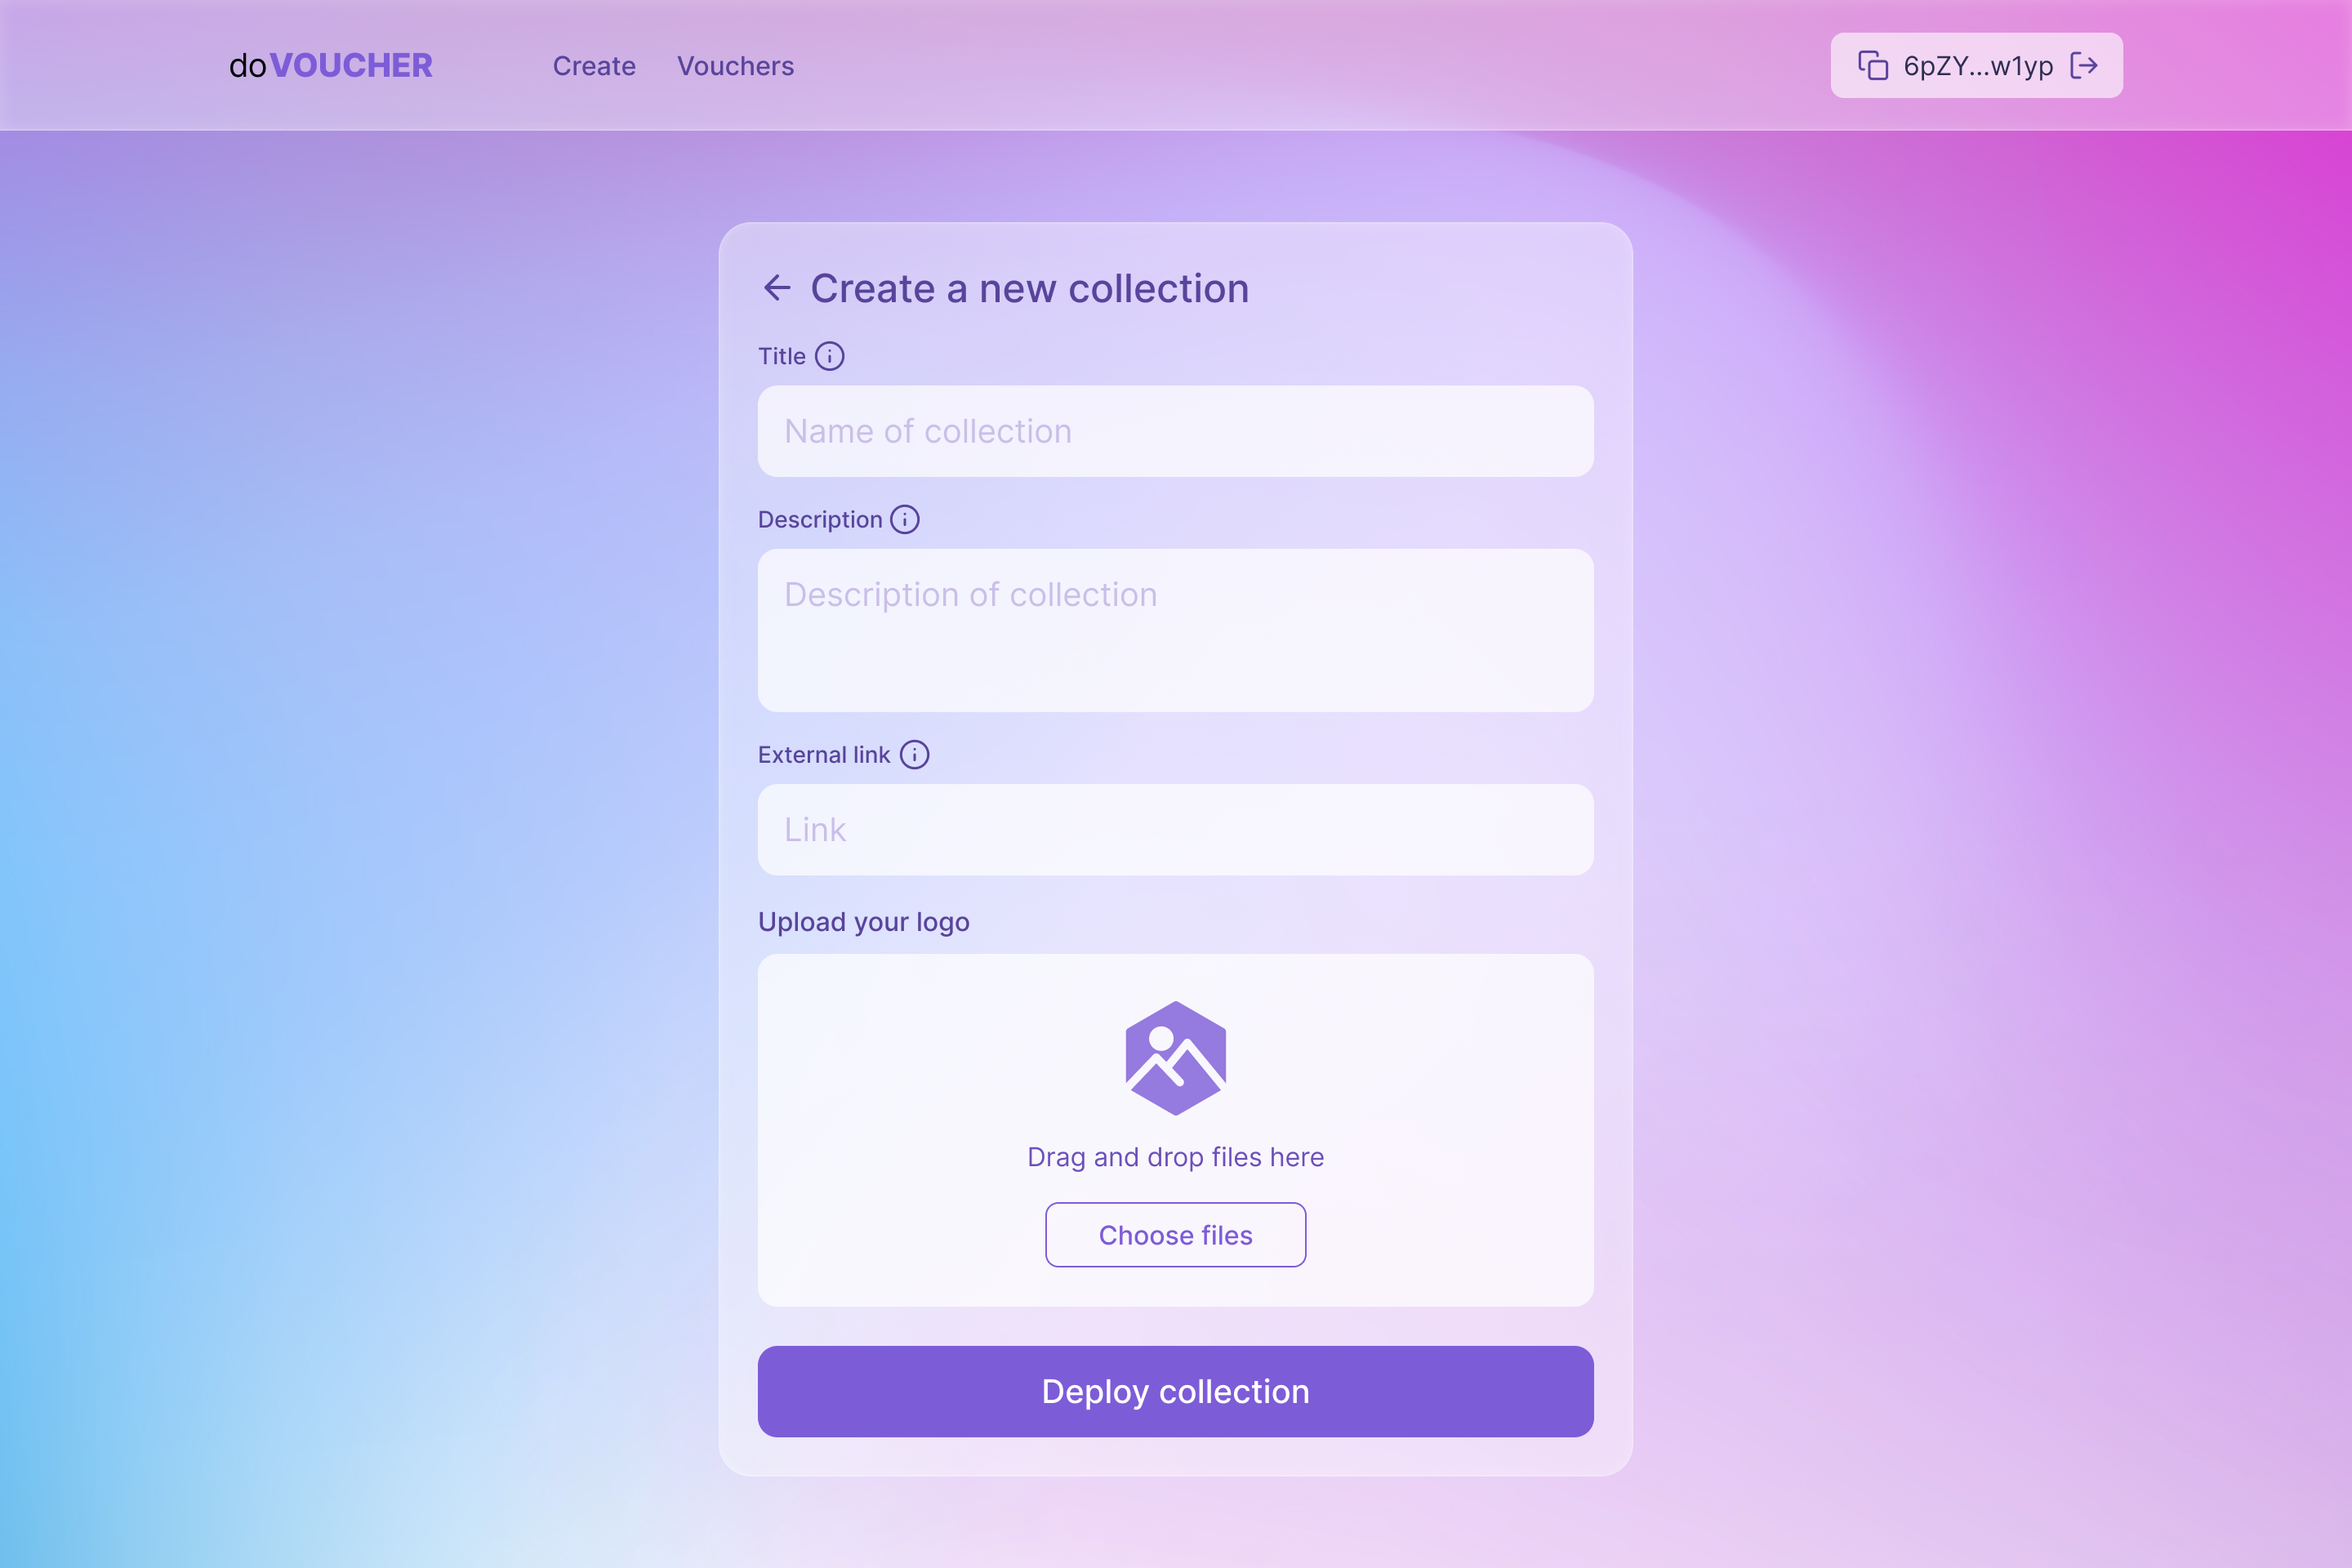 doVOUCHER
Create
Vouchers
6pZY...w1yp
Create a new collection
Title
Name of collection
Description
Description of collection
External link
Link
Upload your logo
Drag and drop files here
Choose files
Deploy collection